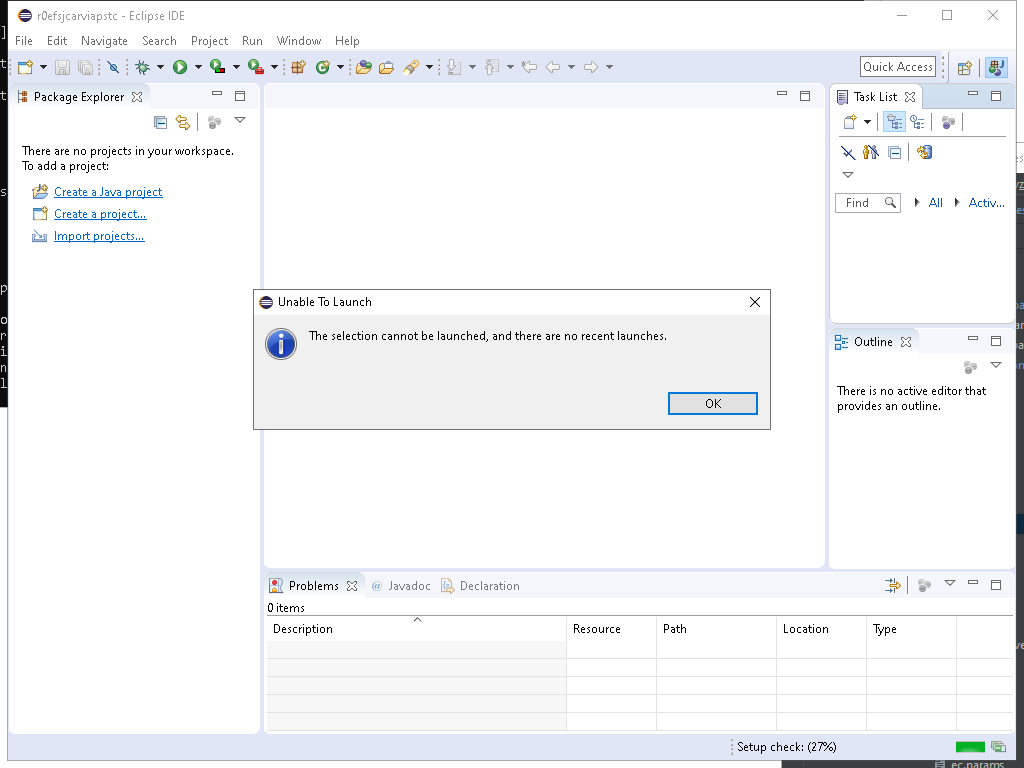 r0efsjcarviapstc - Eclipse IDE
File Edit Navigate Search Project Run Window Help
Quick Access
Package Explorer
Task List
There are no projects in your workspace.
To add a project:
Create a Java project
Create a project...
Import projects...
Find All Activ...
Unable To Launch
The selection cannot be launched, and there are no recent launches.
OK
Outline
There is no active editor that
provides an outline.
Problems @ Javadoc Declaration
0 items
Description Resource Path Location Type
Setup check: (27%)
ec.params